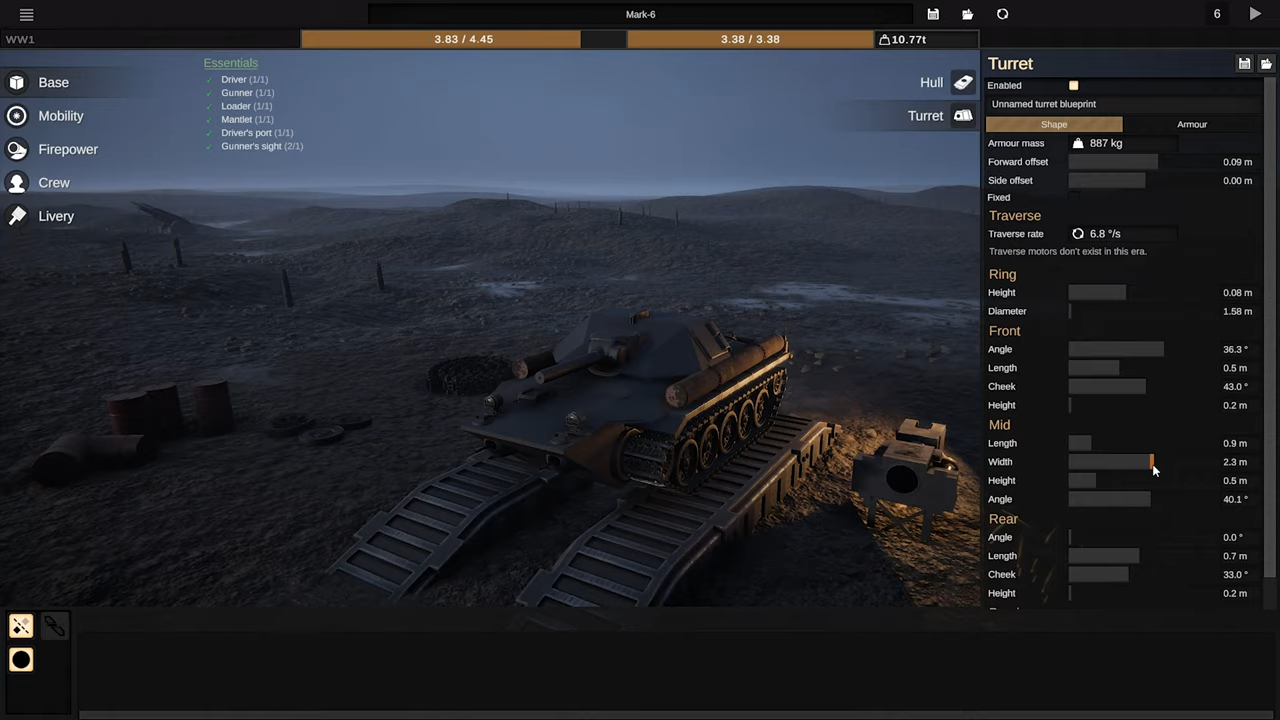 Mark-6
6
WW1
3.83 / 4.45
3.38 / 3.38
10.77t
Base
Mobility
Firepower
Crew
Livery
Essentials
Driver (1/1)
Gunner (1/1)
Loader (1/1)
Mantlet (1/1)
Driver's port (1/1)
Gunner's sight (2/1)
Hull
Turret
Turret
Enabled
Unnamed turret blueprint
Shape Armour
Armour mass 887 kg
Forward offset 0.09 m
Side offset 0.00 m
Fixed
Traverse
Traverse rate 6.8 °/s
Traverse motors don't exist in this era.
Ring
Height 0.08 m
Diameter 1.58 m
Front
Angle 36.3 °
Length 0.5 m
Cheek 43.0 °
Height 0.2 m
Mid
Length 0.9 m
Width 2.3 m
Height 0.5 m
Angle 40.1 °
Rear
Angle 0.0 °
Length 0.7 m
Cheek 33.0 °
Height 0.2 m